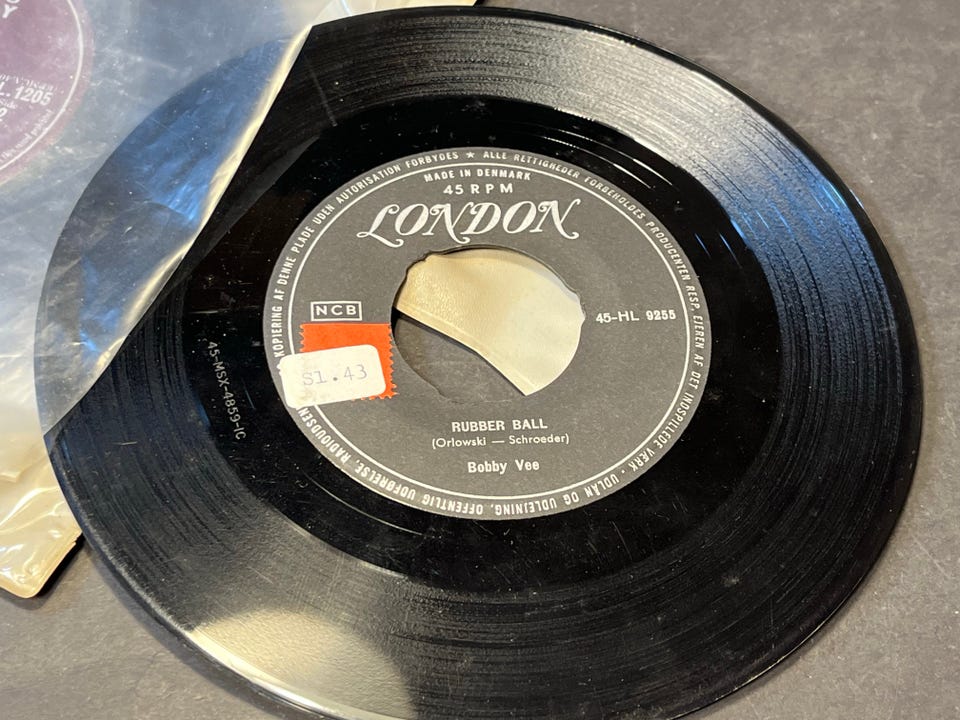 L.1205
KOPIERING AF DENNE PLADE UDEN AUTORISATION FORBYDES ★ ALLE RETTIGHEDER FORBEHOLDES PRODUCENTEN RESP. EJEREN AF DET INDSPILLEDE VÆRK · UDLÅN OG UDLEJNING, OFFENTLIG UDFØRELSE, RADIOUDSEN
MADE IN DENMARK
45 RPM
LONDON
NCB
45-HL 9255
$1.43
45-MSX-4859-1C
RUBBER BALL
(Orlowski — Schroeder)
Bobby Vee